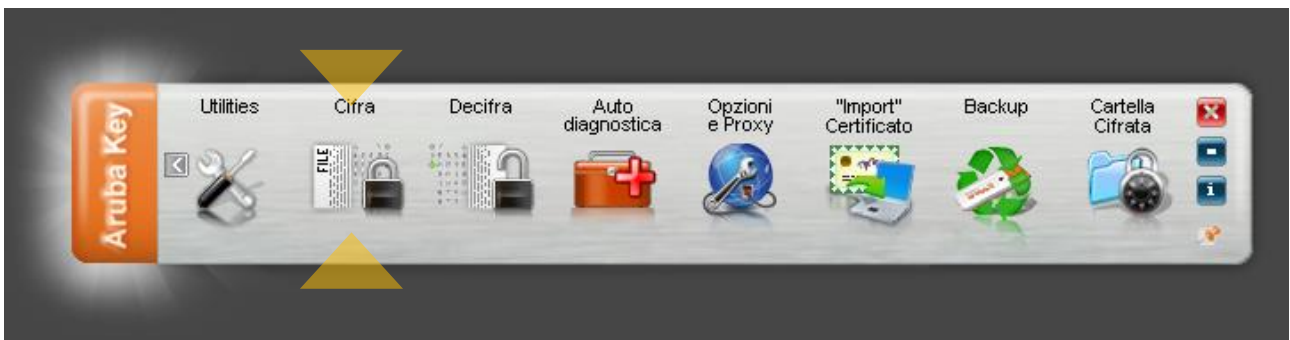 Aruba Key
Utilities
Cifra
Decifra
Auto
diagnostica
Opzioni
e Proxy
"Import"
Certificato
Backup
Cartella
Cifrata
FILE